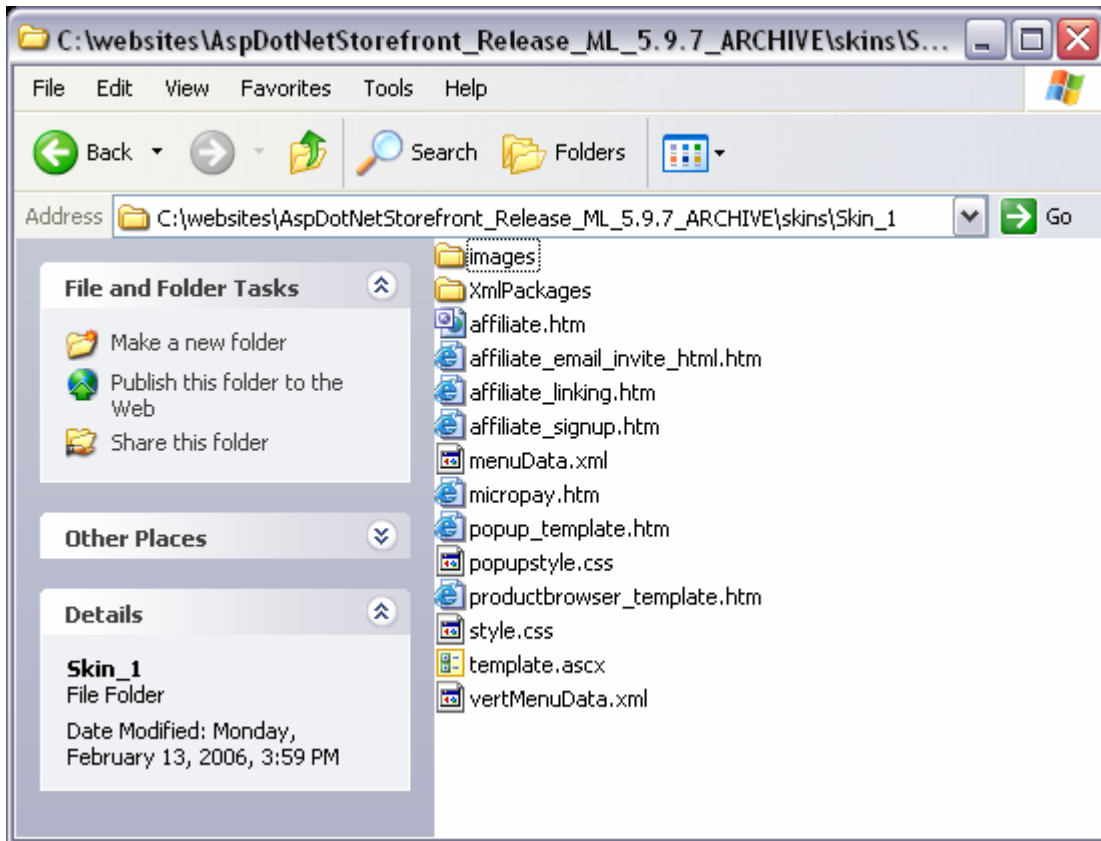 C:\websites\AspDotNetStorefront_Release_ML_5.9.7_ARCHIVE\skins\S...
File Edit View Favorites Tools Help
Back Search Folders
Address C:\websites\AspDotNetStorefront_Release_ML_5.9.7_ARCHIVE\skins\Skin_1 Go
File and Folder Tasks
Make a new folder
Publish this folder to the
Web
Share this folder
Other Places
Details
Skin_1
File Folder
Date Modified: Monday,
February 13, 2006, 3:59 PM
images
XmlPackages
affiliate.htm
affiliate_email_invite_html.htm
affiliate_linking.htm
affiliate_signup.htm
menuData.xml
micropay.htm
popup_template.htm
popupstyle.css
productbrowser_template.htm
style.css
template.ascx
vertMenuData.xml